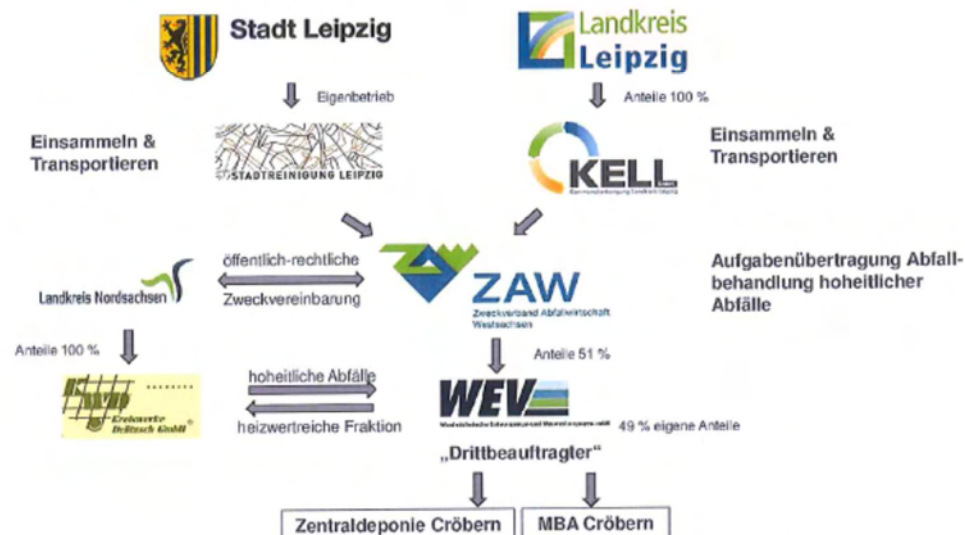 Stadt Leipzig
Landkreis
Leipzig
Eigenbetrieb
Anteile 100 %
Einsammeln &
Transportieren
STADTREINIGUNG LEIPZIG
KELL
Einsammeln &
Transportieren
öffentlich-rechtliche
Zweckvereinbarung
Landkreis Nordsachsen
ZAW
Zweckverband Abfallwirtschaft
Westsachsen
Aufgabenübertragung Abfall-
behandlung hoheitlicher
Abfälle
Anteile 100 %
Anteile 51 %
Kreiswerke
Delitzsch GmbH
hoheitliche Abfälle
heizwertreiche Fraktion
WEV
49 % eigene Anteile
„Drittbeauftragter“
Zentraldeponie Cröbern
MBA Cröbern